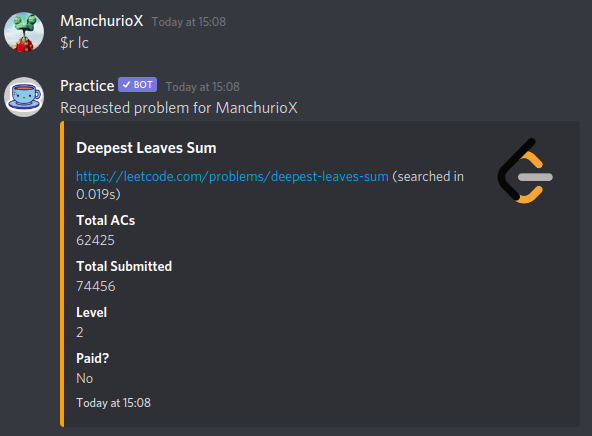 ManchurioX Today at 15:08
$r lc
Practice ✓ BOT Today at 15:08
Requested problem for ManchurioX
Deepest Leaves Sum
https://leetcode.com/problems/deepest-leaves-sum (searched in
0.019s)
Total ACs
62425
Total Submitted
74456
Level
2
Paid?
No
Today at 15:08